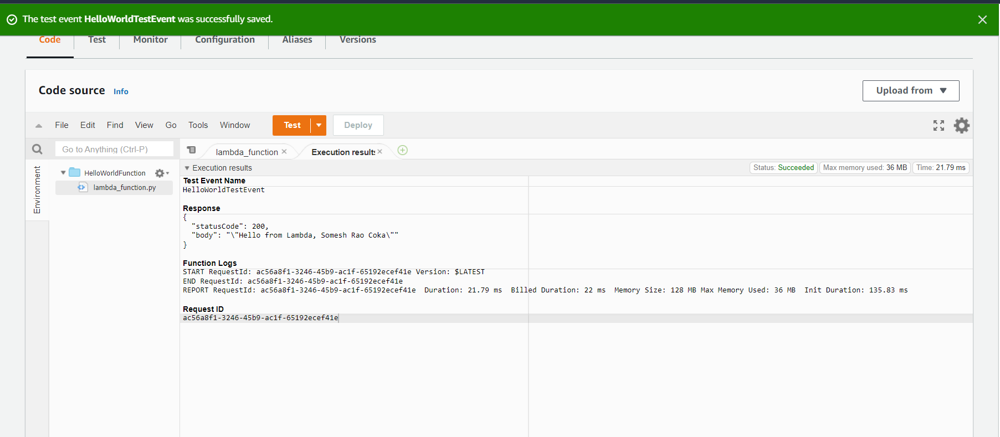 The test event HelloWorldTestEvent was successfully saved.
Code Test Monitor Configuration Aliases Versions
Code source Info
Upload from
File Edit Find View Go Tools Window Test Deploy
Go to Anything (Ctrl-P)
lambda_function
Execution results
Environment
HelloWorldFunction
lambda_function.py
Execution results
Status: Succeeded Max memory used: 36 MB Time: 21.79 ms
Test Event Name
HelloWorldTestEvent
Response
{
  "statusCode": 200,
  "body": "\"Hello from Lambda, Somesh Rao Coka\""
}
Function Logs
START RequestId: ac56a8f1-3246-45b9-ac1f-65192ecef41e Version: $LATEST
END RequestId: ac56a8f1-3246-45b9-ac1f-65192ecef41e
REPORT RequestId: ac56a8f1-3246-45b9-ac1f-65192ecef41e  Duration: 21.79 ms  Billed Duration: 22 ms  Memory Size: 128 MB Max Memory Used: 36 MB  Init Duration: 135.83 ms
Request ID
ac56a8f1-3246-45b9-ac1f-65192ecef41e